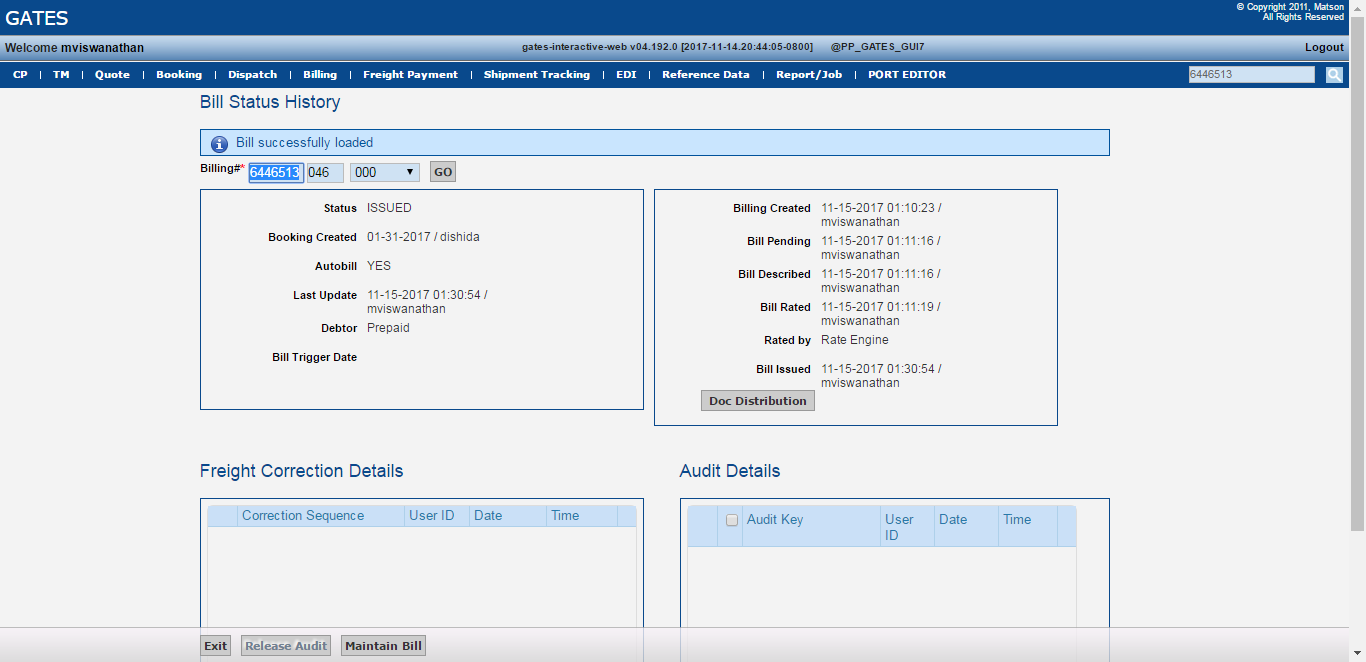 GATES
© Copyright 2011, Matson
All Rights Reserved
Welcome mviswanathan
gates-interactive-web v04.192.0 [2017-11-14.20:44:05-0800] @PP_GATES_GUI7
Logout
CP | TM | Quote | Booking | Dispatch | Billing | Freight Payment | Shipment Tracking | EDI | Reference Data | Report/Job | PORT EDITOR
6446513
Bill Status History
Bill successfully loaded
Billing#* 6446513 046 000 GO
Status ISSUED
Booking Created 01-31-2017 / dishida
Autobill YES
Last Update 11-15-2017 01:30:54 /
mviswanathan
Debtor Prepaid
Bill Trigger Date
Billing Created 11-15-2017 01:10:23 /
mviswanathan
Bill Pending 11-15-2017 01:11:16 /
mviswanathan
Bill Described 11-15-2017 01:11:16 /
mviswanathan
Bill Rated 11-15-2017 01:11:19 /
mviswanathan
Rated by Rate Engine
Bill Issued 11-15-2017 01:30:54 /
mviswanathan
Doc Distribution
Freight Correction Details
Correction Sequence User ID Date Time
Audit Details
Audit Key User ID Date Time
Exit Release Audit Maintain Bill